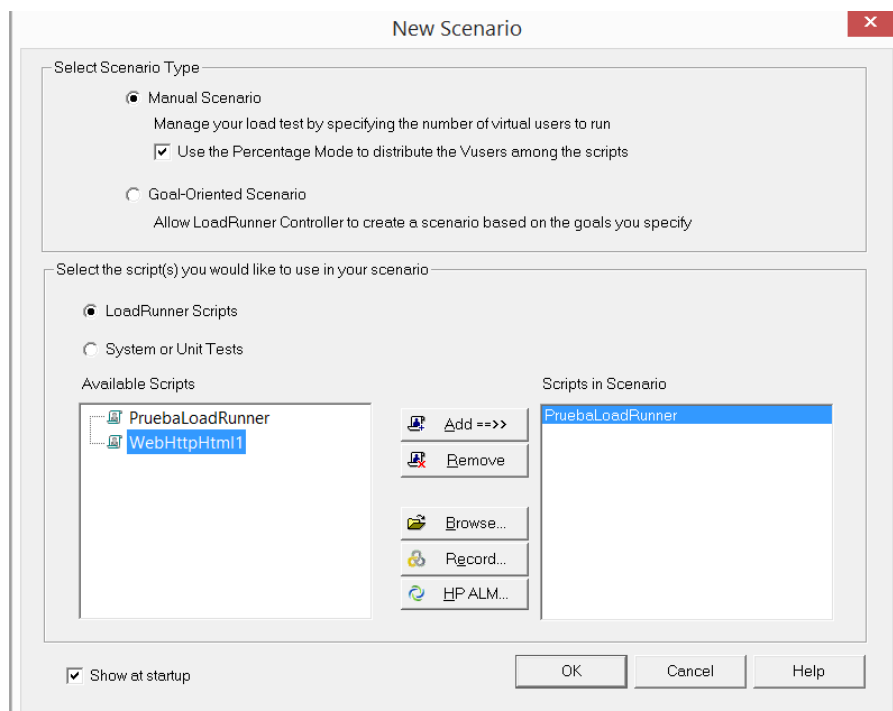 New Scenario
Select Scenario Type
Manual Scenario
Manage your load test by specifying the number of virtual users to run
Use the Percentage Mode to distribute the Vusers among the scripts
Goal-Oriented Scenario
Allow LoadRunner Controller to create a scenario based on the goals you specify
Select the script(s) you would like to use in your scenario
LoadRunner Scripts
System or Unit Tests
Available Scripts
Scripts in Scenario
PruebaLoadRunner
WebHttpHtml1
Add ==>>
Remove
Browse...
Record...
HP ALM...
PruebaLoadRunner
Show at startup
OK
Cancel
Help